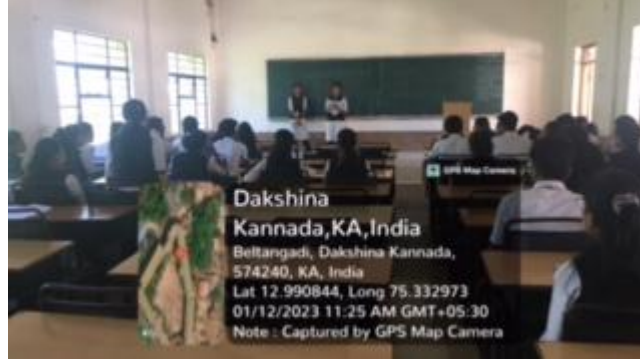 GPS Map Camera
Dakshina
Kannada,KA,India
Beltangadi, Dakshina Kannada,
574240, KA, India
Lat 12.990844, Long 75.332973
01/12/2023 11:25 AM GMT+05:30
Note : Captured by GPS Map Camera